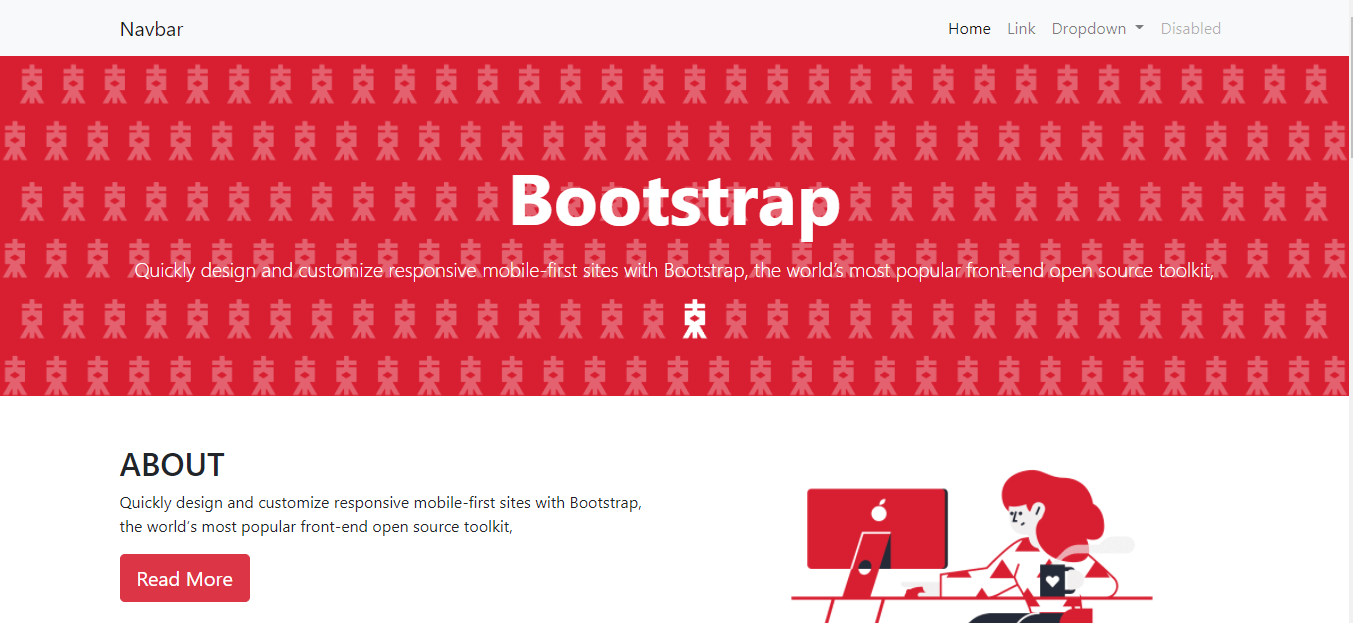 Navbar
Home Link Dropdown Disabled
Bootstrap
Quickly design and customize responsive mobile-first sites with Bootstrap, the world’s most popular front-end open source toolkit,
ABOUT
Quickly design and customize responsive mobile-first sites with Bootstrap,
the world’s most popular front-end open source toolkit,
Read More